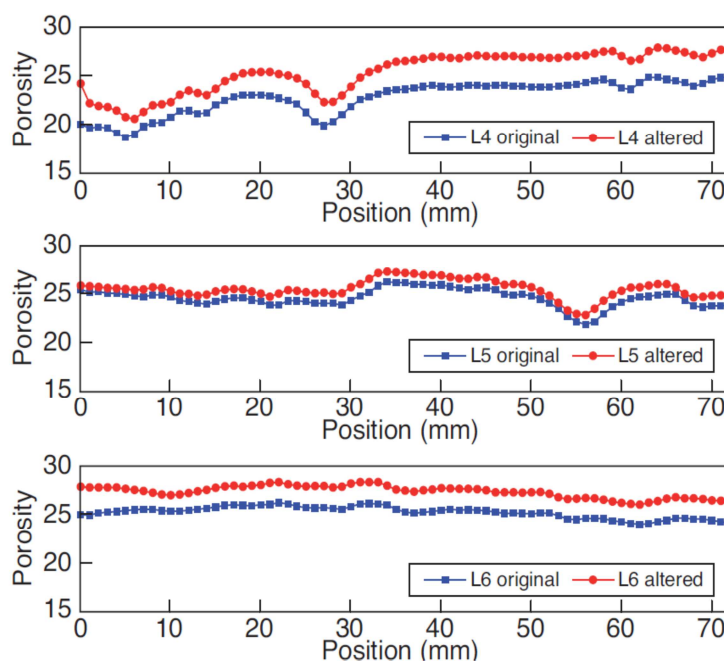 Porosity
30
25
20
15
L4 original L4 altered
0 10 20 30 40 50 60 70
Position (mm)
Porosity
30
25
20
15
L5 original L5 altered
0 10 20 30 40 50 60 70
Position (mm)
Porosity
30
25
20
15
L6 original L6 altered
0 10 20 30 40 50 60 70
Position (mm)